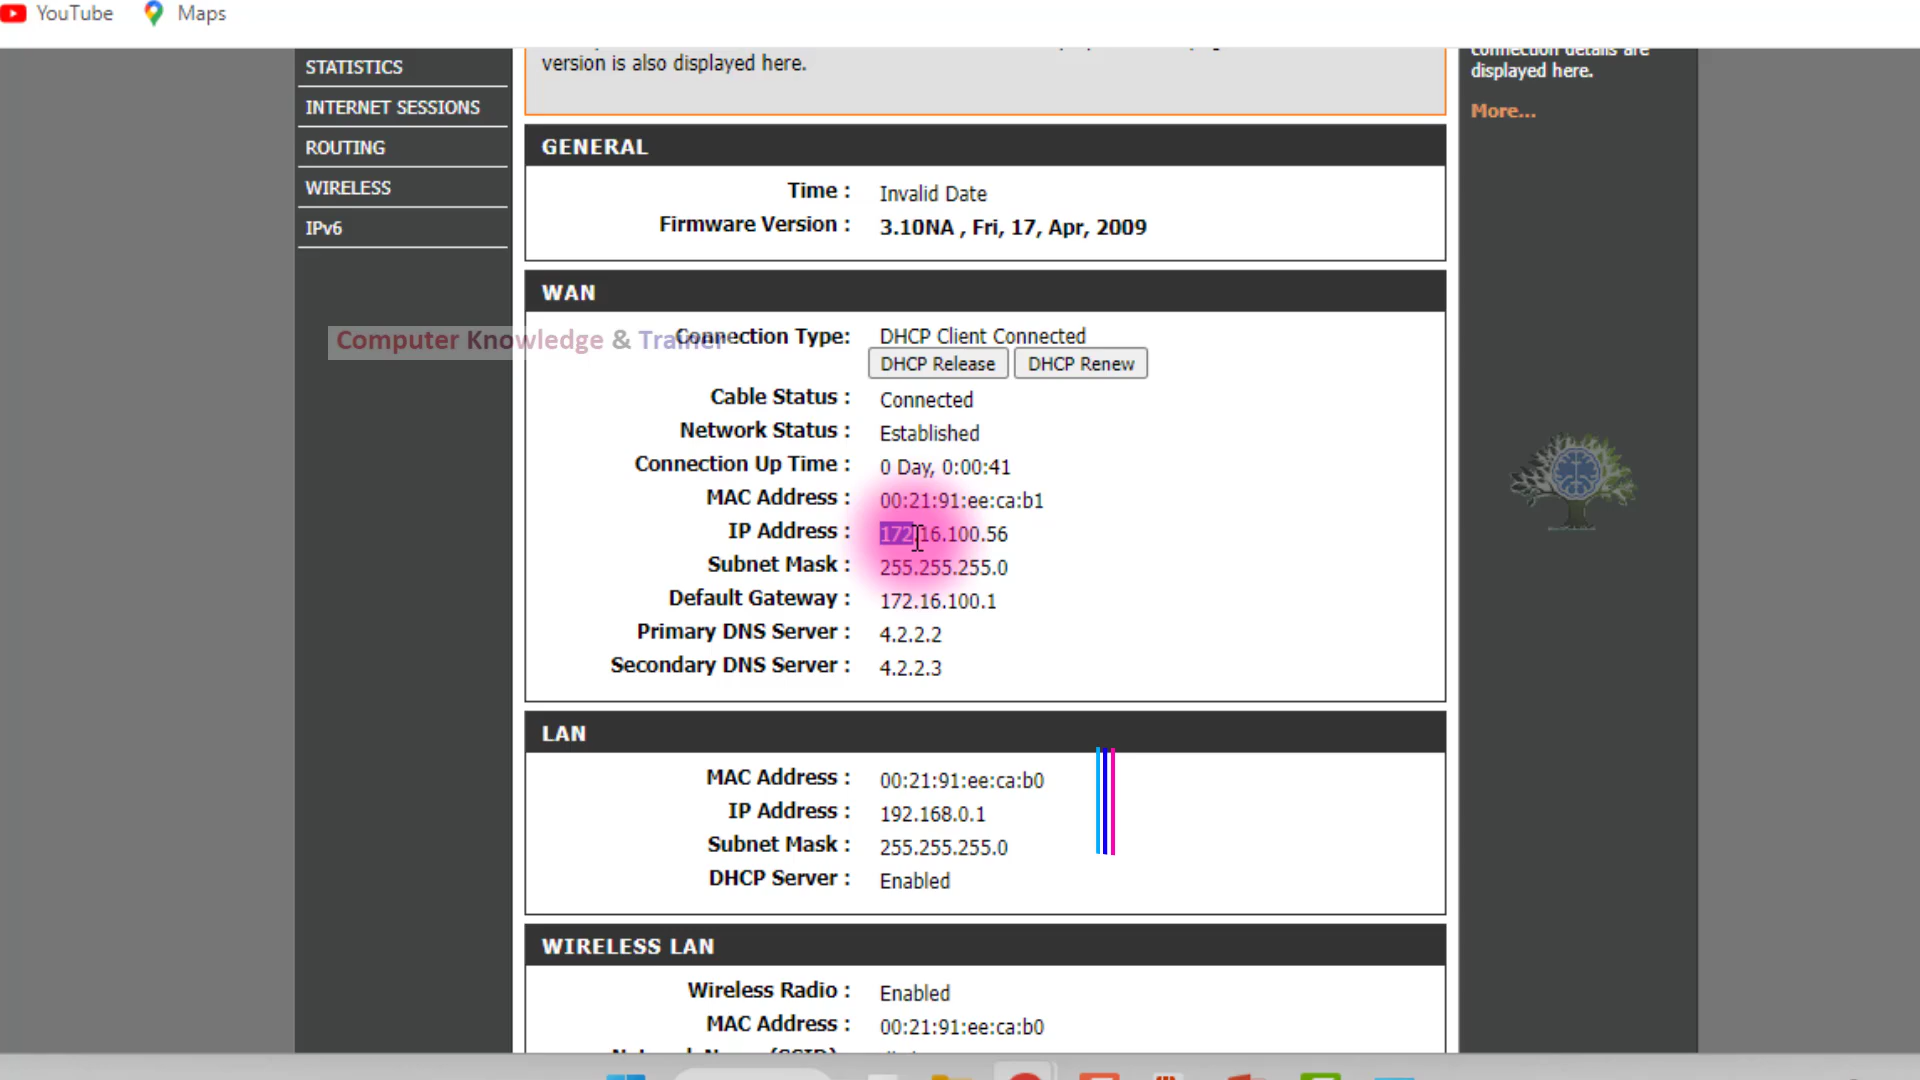 YouTube Maps
STATISTICS
INTERNET SESSIONS
ROUTING
WIRELESS
IPv6
version is also displayed here.
GENERAL
Time : Invalid Date
Firmware Version : 3.10NA , Fri, 17, Apr, 2009
WAN
Computer Knowledge & Trainer
Connection Type: DHCP Client Connected
DHCP Release DHCP Renew
Cable Status : Connected
Network Status : Established
Connection Up Time : 0 Day, 0:00:41
MAC Address : 00:21:91:ee:ca:b1
IP Address : 172.16.100.56
Subnet Mask : 255.255.255.0
Default Gateway : 172.16.100.1
Primary DNS Server : 4.2.2.2
Secondary DNS Server : 4.2.2.3
LAN
MAC Address : 00:21:91:ee:ca:b0
IP Address : 192.168.0.1
Subnet Mask : 255.255.255.0
DHCP Server : Enabled
WIRELESS LAN
Wireless Radio : Enabled
MAC Address : 00:21:91:ee:ca:b0
Network Name (SSID)
connection details are
displayed here.
More...